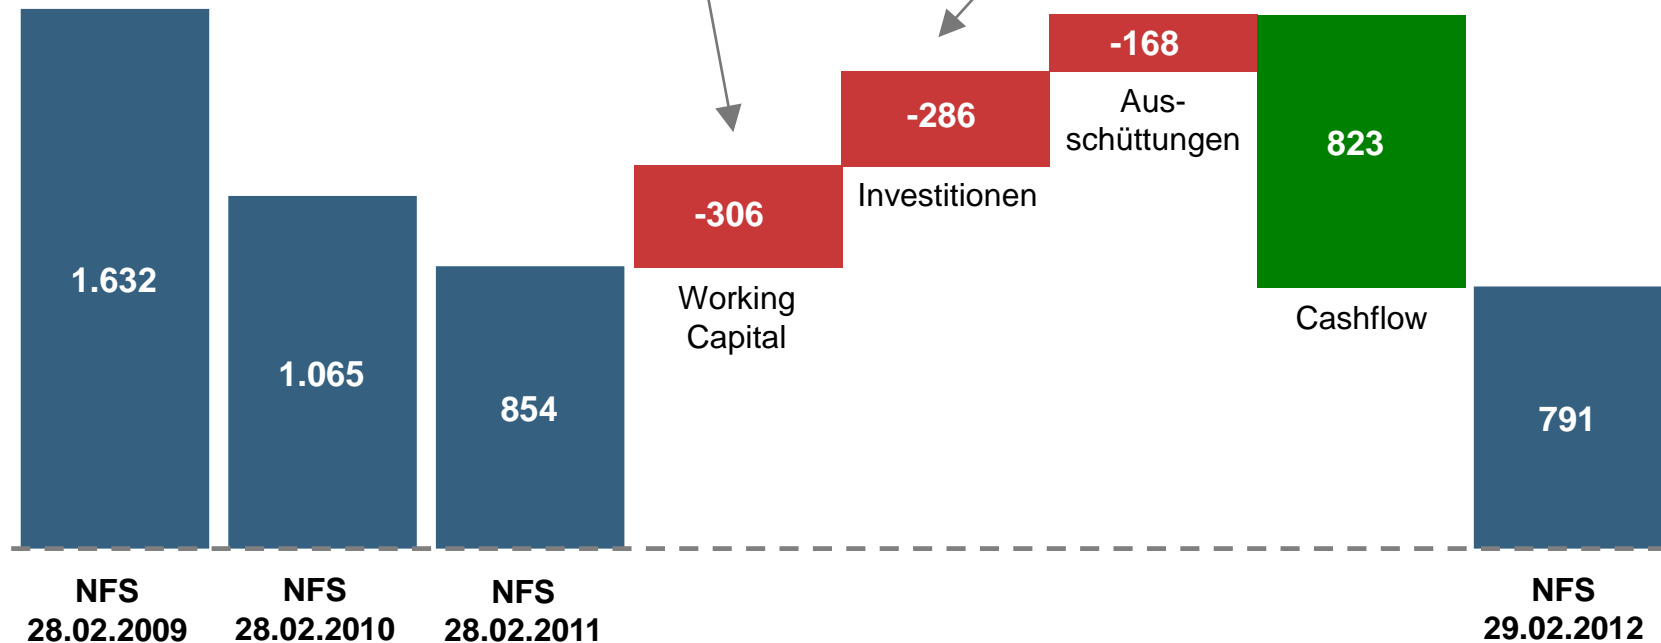 1.632
1.065
854
-306
Working
Capital
-286
Investitionen
-168
Aus-
schüttungen
823
Cashflow
791
NFS
28.02.2009
NFS
28.02.2010
NFS
28.02.2011
NFS
29.02.2012